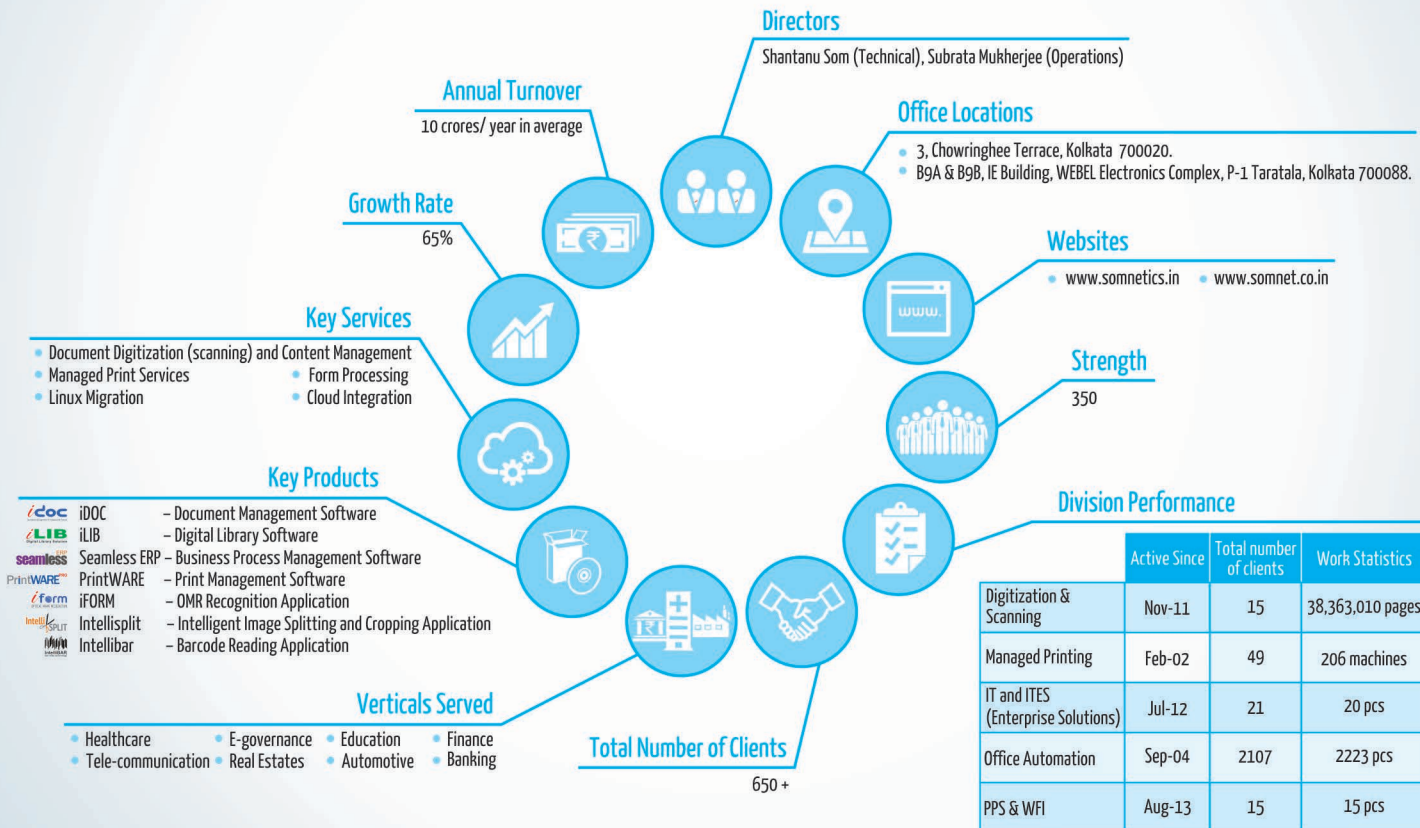 Directors
Shantanu Som (Technical), Subrata Mukherjee (Operations)
Annual Turnover
10 crores/ year in average
Office Locations
3, Chowringhee Terrace, Kolkata 700020.
B9A & B9B, IE Building, WEBEL Electronics Complex, P-1 Taratala, Kolkata 700088.
Growth Rate
65%
Websites
www.somnetics.in www.somnet.co.in
www.
Key Services
Document Digitization (scanning) and Content Management
Managed Print Services Form Processing
Linux Migration Cloud Integration
Strength
350
Key Products
idoc iDOC – Document Management Software
iLIB iLIB – Digital Library Software
seamless ERP Seamless ERP – Business Process Management Software
PrintWARE PrintWARE – Print Management Software
iform iFORM – OMR Recognition Application
IntelliSPLIT Intellisplit – Intelligent Image Splitting and Cropping Application
Intellibar – Barcode Reading Application
Verticals Served
Healthcare E-governance Education Finance
Tele-communication Real Estates Automotive Banking
Total Number of Clients
650 +
Division Performance
Active Since Total number of clients Work Statistics
Digitization & Scanning Nov-11 15 38,363,010 pages
Managed Printing Feb-02 49 206 machines
IT and ITES (Enterprise Solutions) Jul-12 21 20 pcs
Office Automation Sep-04 2107 2223 pcs
PPS & WFI Aug-13 15 15 pcs